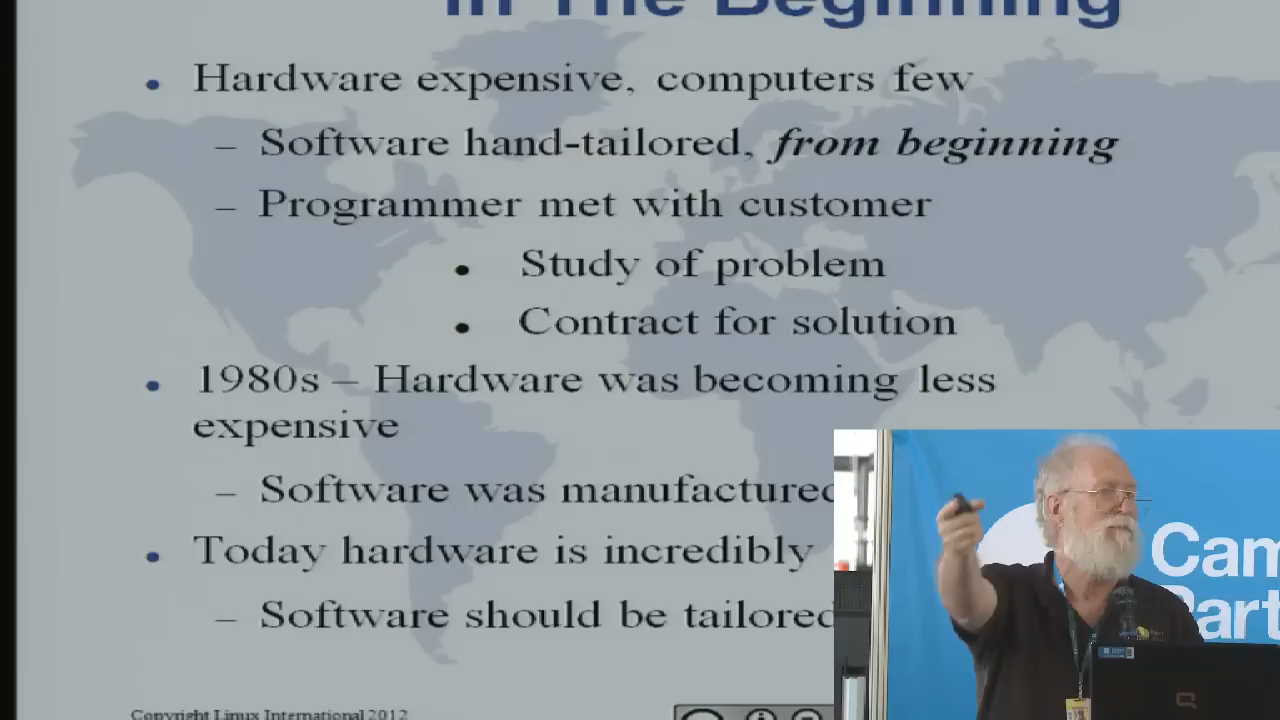 In The Beginning
Hardware expensive, computers few
– Software hand-tailored, from beginning
– Programmer met with customer
Study of problem
Contract for solution
1980s – Hardware was becoming less
expensive
– Software was manufactured
Today hardware is incredibly
– Software should be tailored
Cam
Part
Copyright Linux International 2012